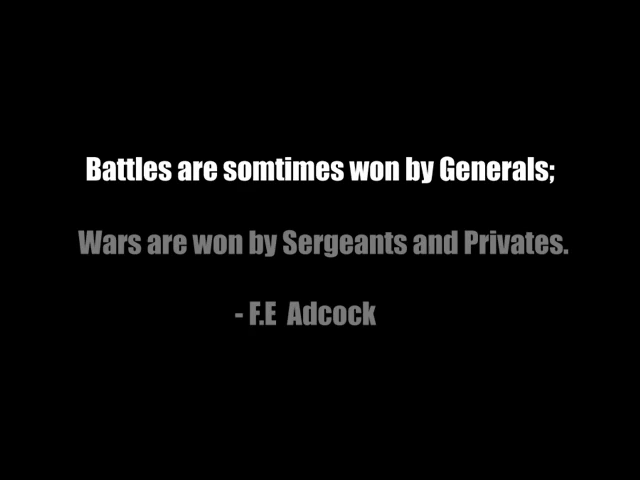 Battles are somtimes won by Generals;
Wars are won by Sergeants and Privates.
- F.E  Adcock